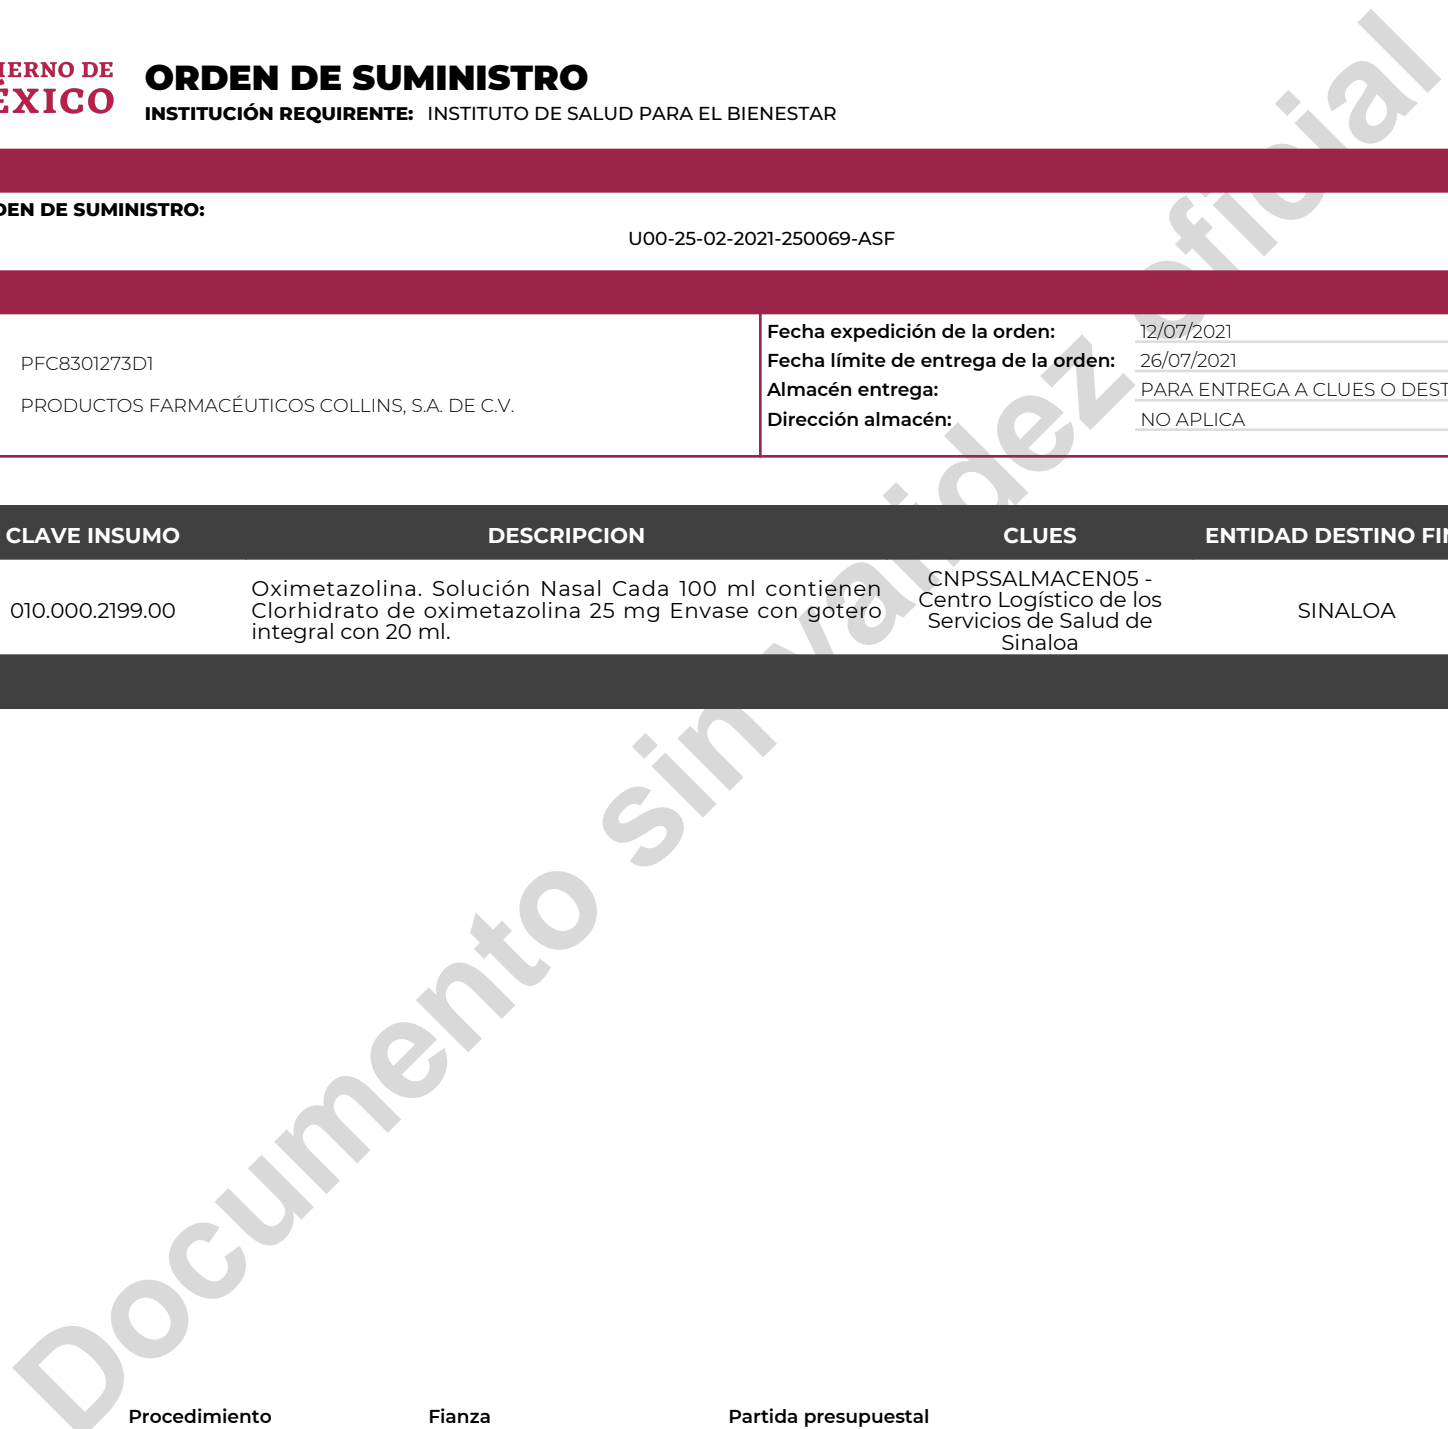 IERNO DE
ÉXICO
ORDEN DE SUMINISTRO
INSTITUCIÓN REQUIRENTE: INSTITUTO DE SALUD PARA EL BIENESTAR
DEN DE SUMINISTRO:
U00-25-02-2021-250069-ASF
PFC8301273D1
PRODUCTOS FARMACÉUTICOS COLLINS, S.A. DE C.V.
Fecha expedición de la orden: 12/07/2021
Fecha límite de entrega de la orden: 26/07/2021
Almacén entrega: PARA ENTREGA A CLUES O DEST
Dirección almacén: NO APLICA
CLAVE INSUMO DESCRIPCION CLUES ENTIDAD DESTINO FIN
010.000.2199.00
Oximetazolina. Solución Nasal Cada 100 ml contienen
Clorhidrato de oximetazolina 25 mg Envase con gotero
integral con 20 ml.
CNPSSALMACEN05 -
Centro Logístico de los
Servicios de Salud de
Sinaloa
SINALOA
Documento sin validez oficial
Procedimiento Fianza Partida presupuestal